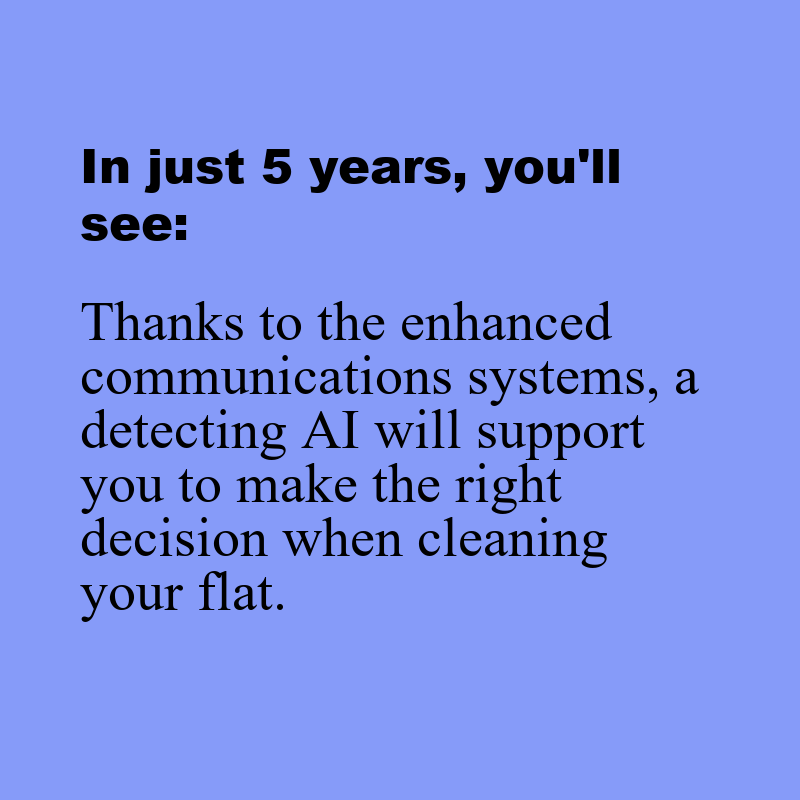 In just 5 years, you'll
see:
Thanks to the enhanced
communications systems, a
detecting AI will support
you to make the right
decision when cleaning
your flat.